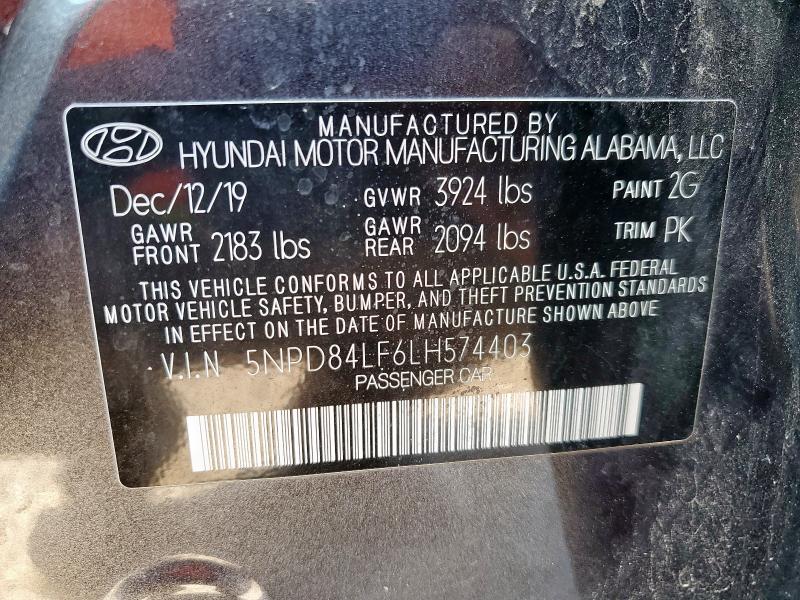 MANUFACTURED BY
HYUNDAI MOTOR MANUFACTURING ALABAMA, LLC
Dec/12/19 GVWR 3924 lbs PAINT 2G
GAWR FRONT 2183 lbs GAWR REAR 2094 lbs TRIM PK
THIS VEHICLE CONFORMS TO ALL APPLICABLE U.S.A. FEDERAL
MOTOR VEHICLE SAFETY, BUMPER, AND THEFT PREVENTION STANDARDS
IN EFFECT ON THE DATE OF MANUFACTURE SHOWN ABOVE
V.I.N 5NPD84LF6LH574403
PASSENGER CAR